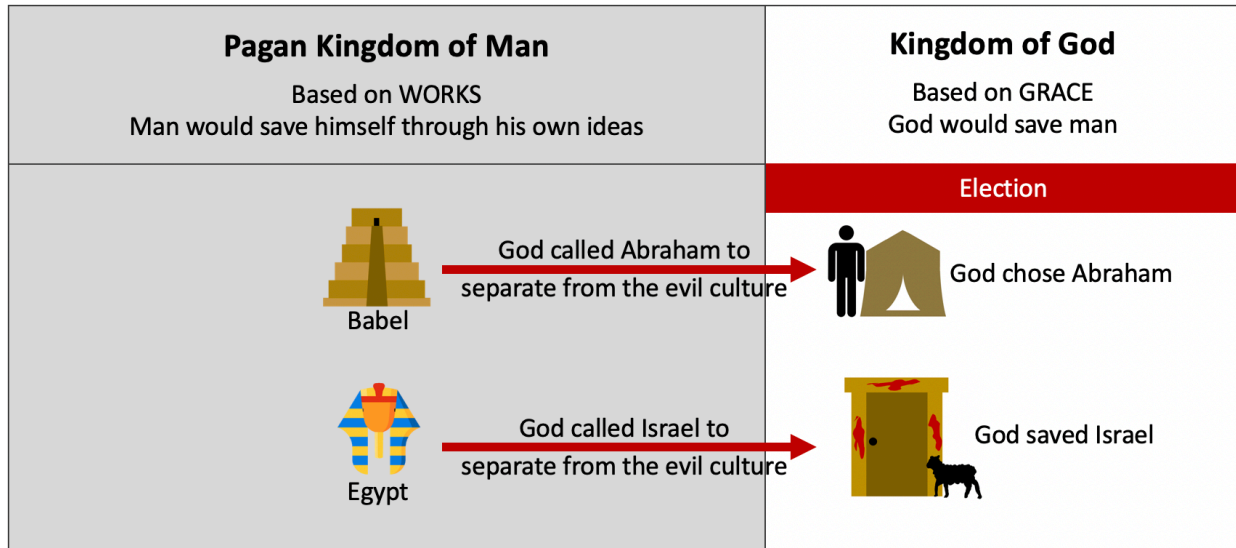 Pagan Kingdom of Man
Based on WORKS
Man would save himself through his own ideas
Kingdom of God
Based on GRACE
God would save man
Election
Babel
God called Abraham to
separate from the evil culture
God chose Abraham
Egypt
God called Israel to
separate from the evil culture
God saved Israel